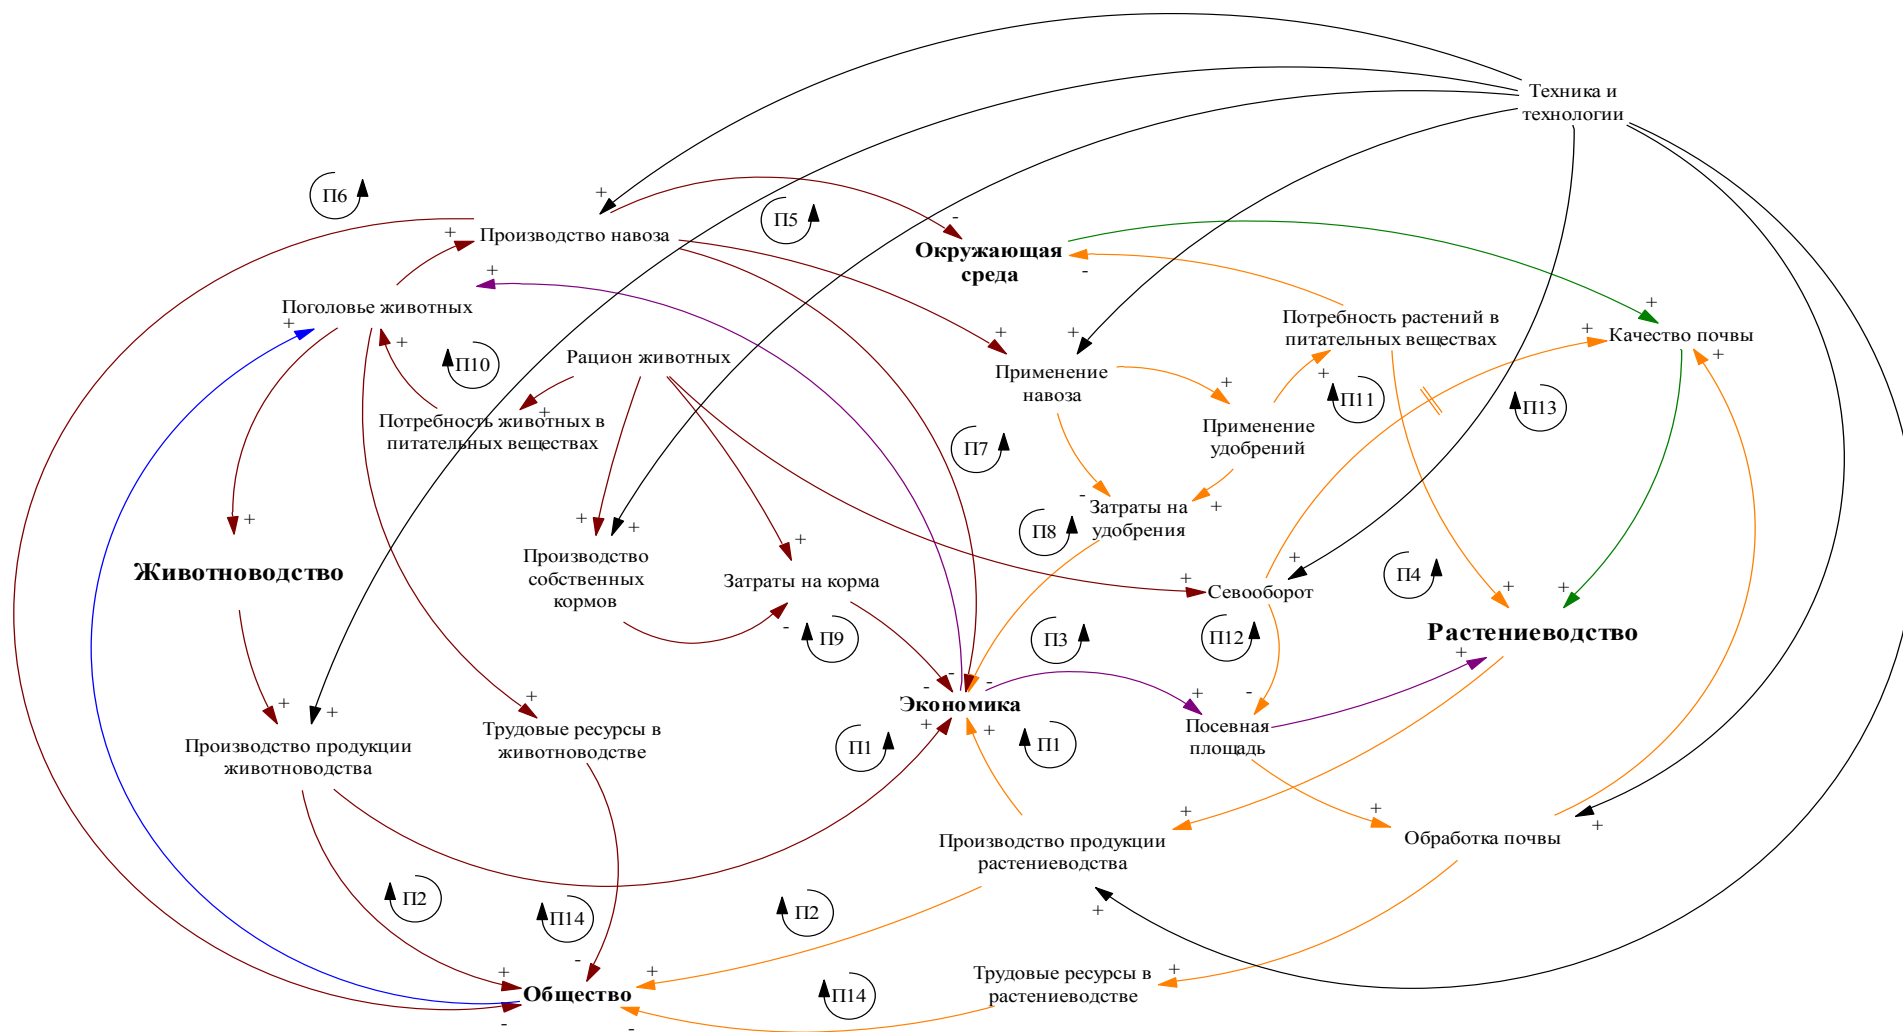 Техника и
технологии
+
П6
П5
-
Производство навоза
+
Окружающая
среда
-
+
Поголовье животных
+
+
+
+
Потребность растений в
питательных веществах
+
Качество почвы
+
+
П10
Рацион животных
Применение
навоза
+
+
П11
П13
+
Потребность животных в
питательных веществах
Применение
удобрений
П7
-
Затраты на
удобрения
+
+
+
+
П8
+
Производство
собственных
кормов
+
Животноводство
Затраты на корма
+
+
Севооборот
П4
+
+
-
П9
П3
П12
Растениеводство
+
-
-
-
+
-
Экономика
+
+
+
+
+
Трудовые ресурсы в
животноводстве
Посевная
площадь
Производство продукции
животноводства
П1
П1
+
+
+
Производство продукции
растениеводства
Обработка почвы
П2
П14
П2
+
-
+
+
+
Трудовые ресурсы в
растениеводстве
Общество
П14
-
-